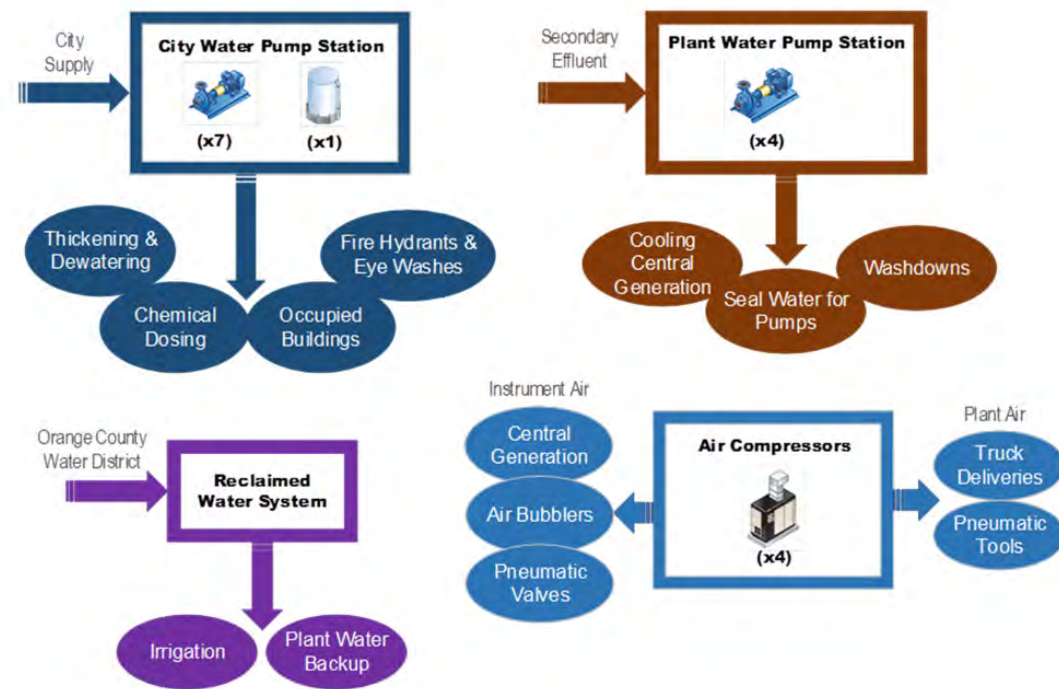 City
Supply
City Water Pump Station
(x7)
(x1)
Thickening &
Dewatering
Chemical
Dosing
Occupied
Buildings
Fire Hydrants &
Eye Washes
Secondary
Effluent
Plant Water Pump Station
(x4)
Cooling
Central
Generation
Seal Water for
Pumps
Washdowns
Orange County
Water District
Reclaimed
Water System
Irrigation
Plant Water
Backup
Instrument Air
Central
Generation
Air Bubblers
Pneumatic
Valves
Air Compressors
(x4)
Plant Air
Truck
Deliveries
Pneumatic
Tools